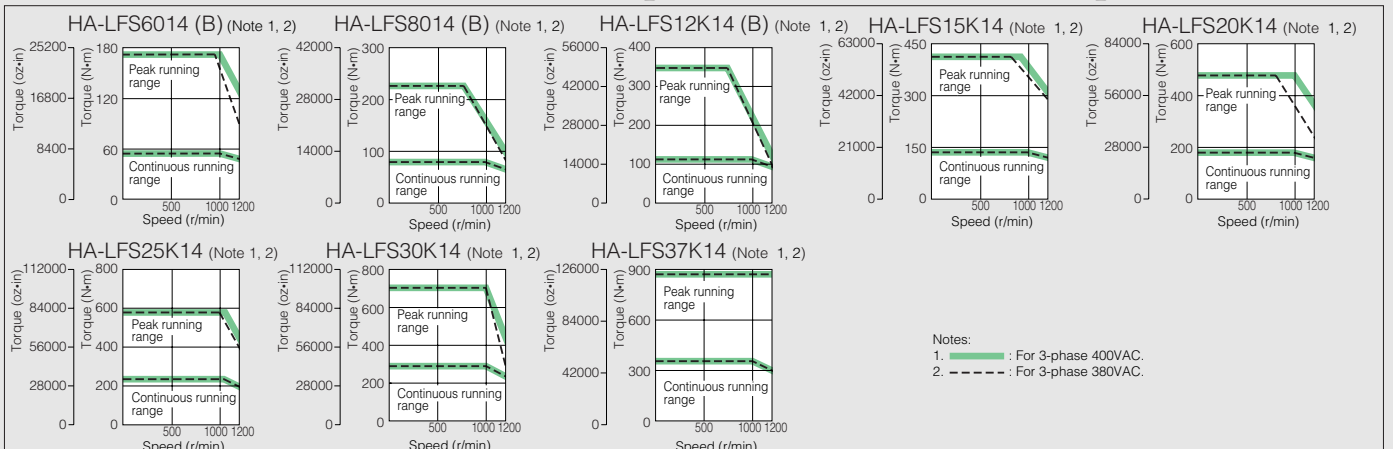 HA-LFS6014 (B) (Note 1, 2)
Torque (oz•in)
25200
16800
8400
0
Torque (N•m)
180
120
60
0
Peak running
range
Continuous running
range
500
1000
1200
Speed (r/min)
HA-LFS8014 (B) (Note 1, 2)
Torque (oz•in)
42000
28000
14000
0
Torque (N•m)
300
200
100
0
Peak running
range
Continuous running
range
500
1000
1200
Speed (r/min)
HA-LFS12K14 (B) (Note 1, 2)
Torque (oz•in)
56000
42000
28000
14000
0
Torque (N•m)
400
300
200
100
0
Peak running
range
Continuous running
range
500
1000
1200
Speed (r/min)
HA-LFS15K14 (Note 1, 2)
Torque (oz•in)
63000
42000
21000
0
Torque (N•m)
450
300
150
0
Peak running
range
Continuous running
range
500
1000
1200
Speed (r/min)
HA-LFS20K14 (Note 1, 2)
Torque (oz•in)
84000
56000
28000
0
Torque (N•m)
600
400
200
0
Peak running
range
Continuous running
range
500
1000
1200
Speed (r/min)
HA-LFS25K14 (Note 1, 2)
Torque (oz•in)
112000
84000
56000
28000
0
Torque (N•m)
800
600
400
200
0
Peak running
range
Continuous running
range
500
1000
1200
Speed (r/min)
HA-LFS30K14 (Note 1, 2)
Torque (oz•in)
112000
84000
56000
28000
0
Torque (N•m)
800
600
400
200
0
Peak running
range
Continuous running
range
500
1000
1200
Speed (r/min)
HA-LFS37K14 (Note 1, 2)
Torque (oz•in)
126000
84000
42000
0
Torque (N•m)
900
600
300
0
Peak running
range
Continuous running
range
500
1000
1200
Speed (r/min)
Notes:
1. : For 3-phase 400VAC.
2. : For 3-phase 380VAC.